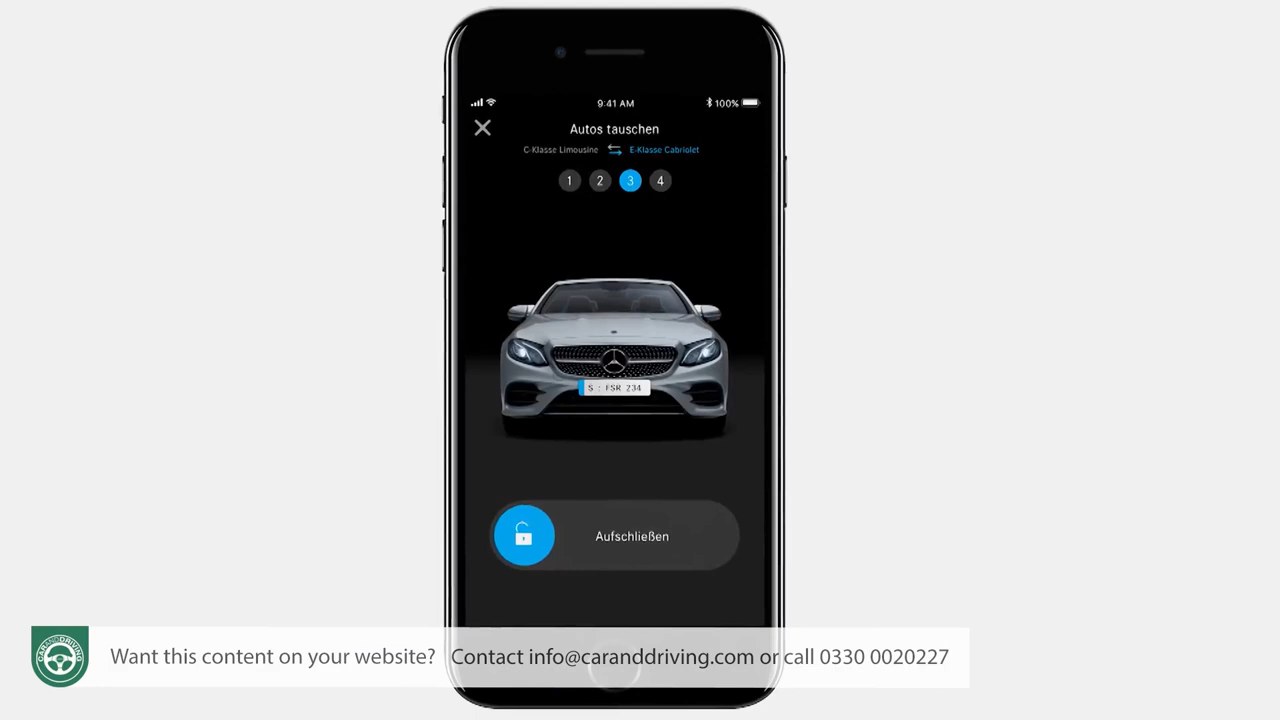 9:41 AM
100%
Autos tauschen
C-Klasse Limousine
E-Klasse Cabriolet
1 2 3 4
S : FSR 234
Aufschließen
CARANDDRIVING
Want this content on your website? Contact info@caranddriving.com or call 0330 0020227